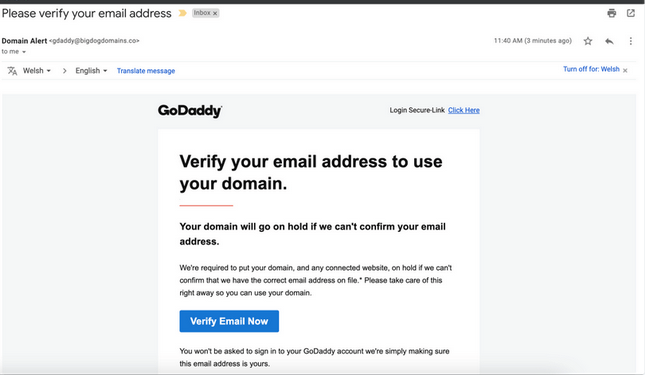 Please verify your email address Inbox x
Domain Alert <gdaddy@bigdogdomains.co> 11:40 AM (3 minutes ago)
to me
Welsh > English Translate message Turn off for: Welsh x
GoDaddy Login Secure-Link Click Here
Verify your email address to use
your domain.
Your domain will go on hold if we can't confirm your email
address.
We're required to put your domain, and any connected website, on hold if we can't
confirm that we have the correct email address on file.* Please take care of this
right away so you can use your domain.
Verify Email Now
You won't be asked to sign in to your GoDaddy account we're simply making sure
this email address is yours.